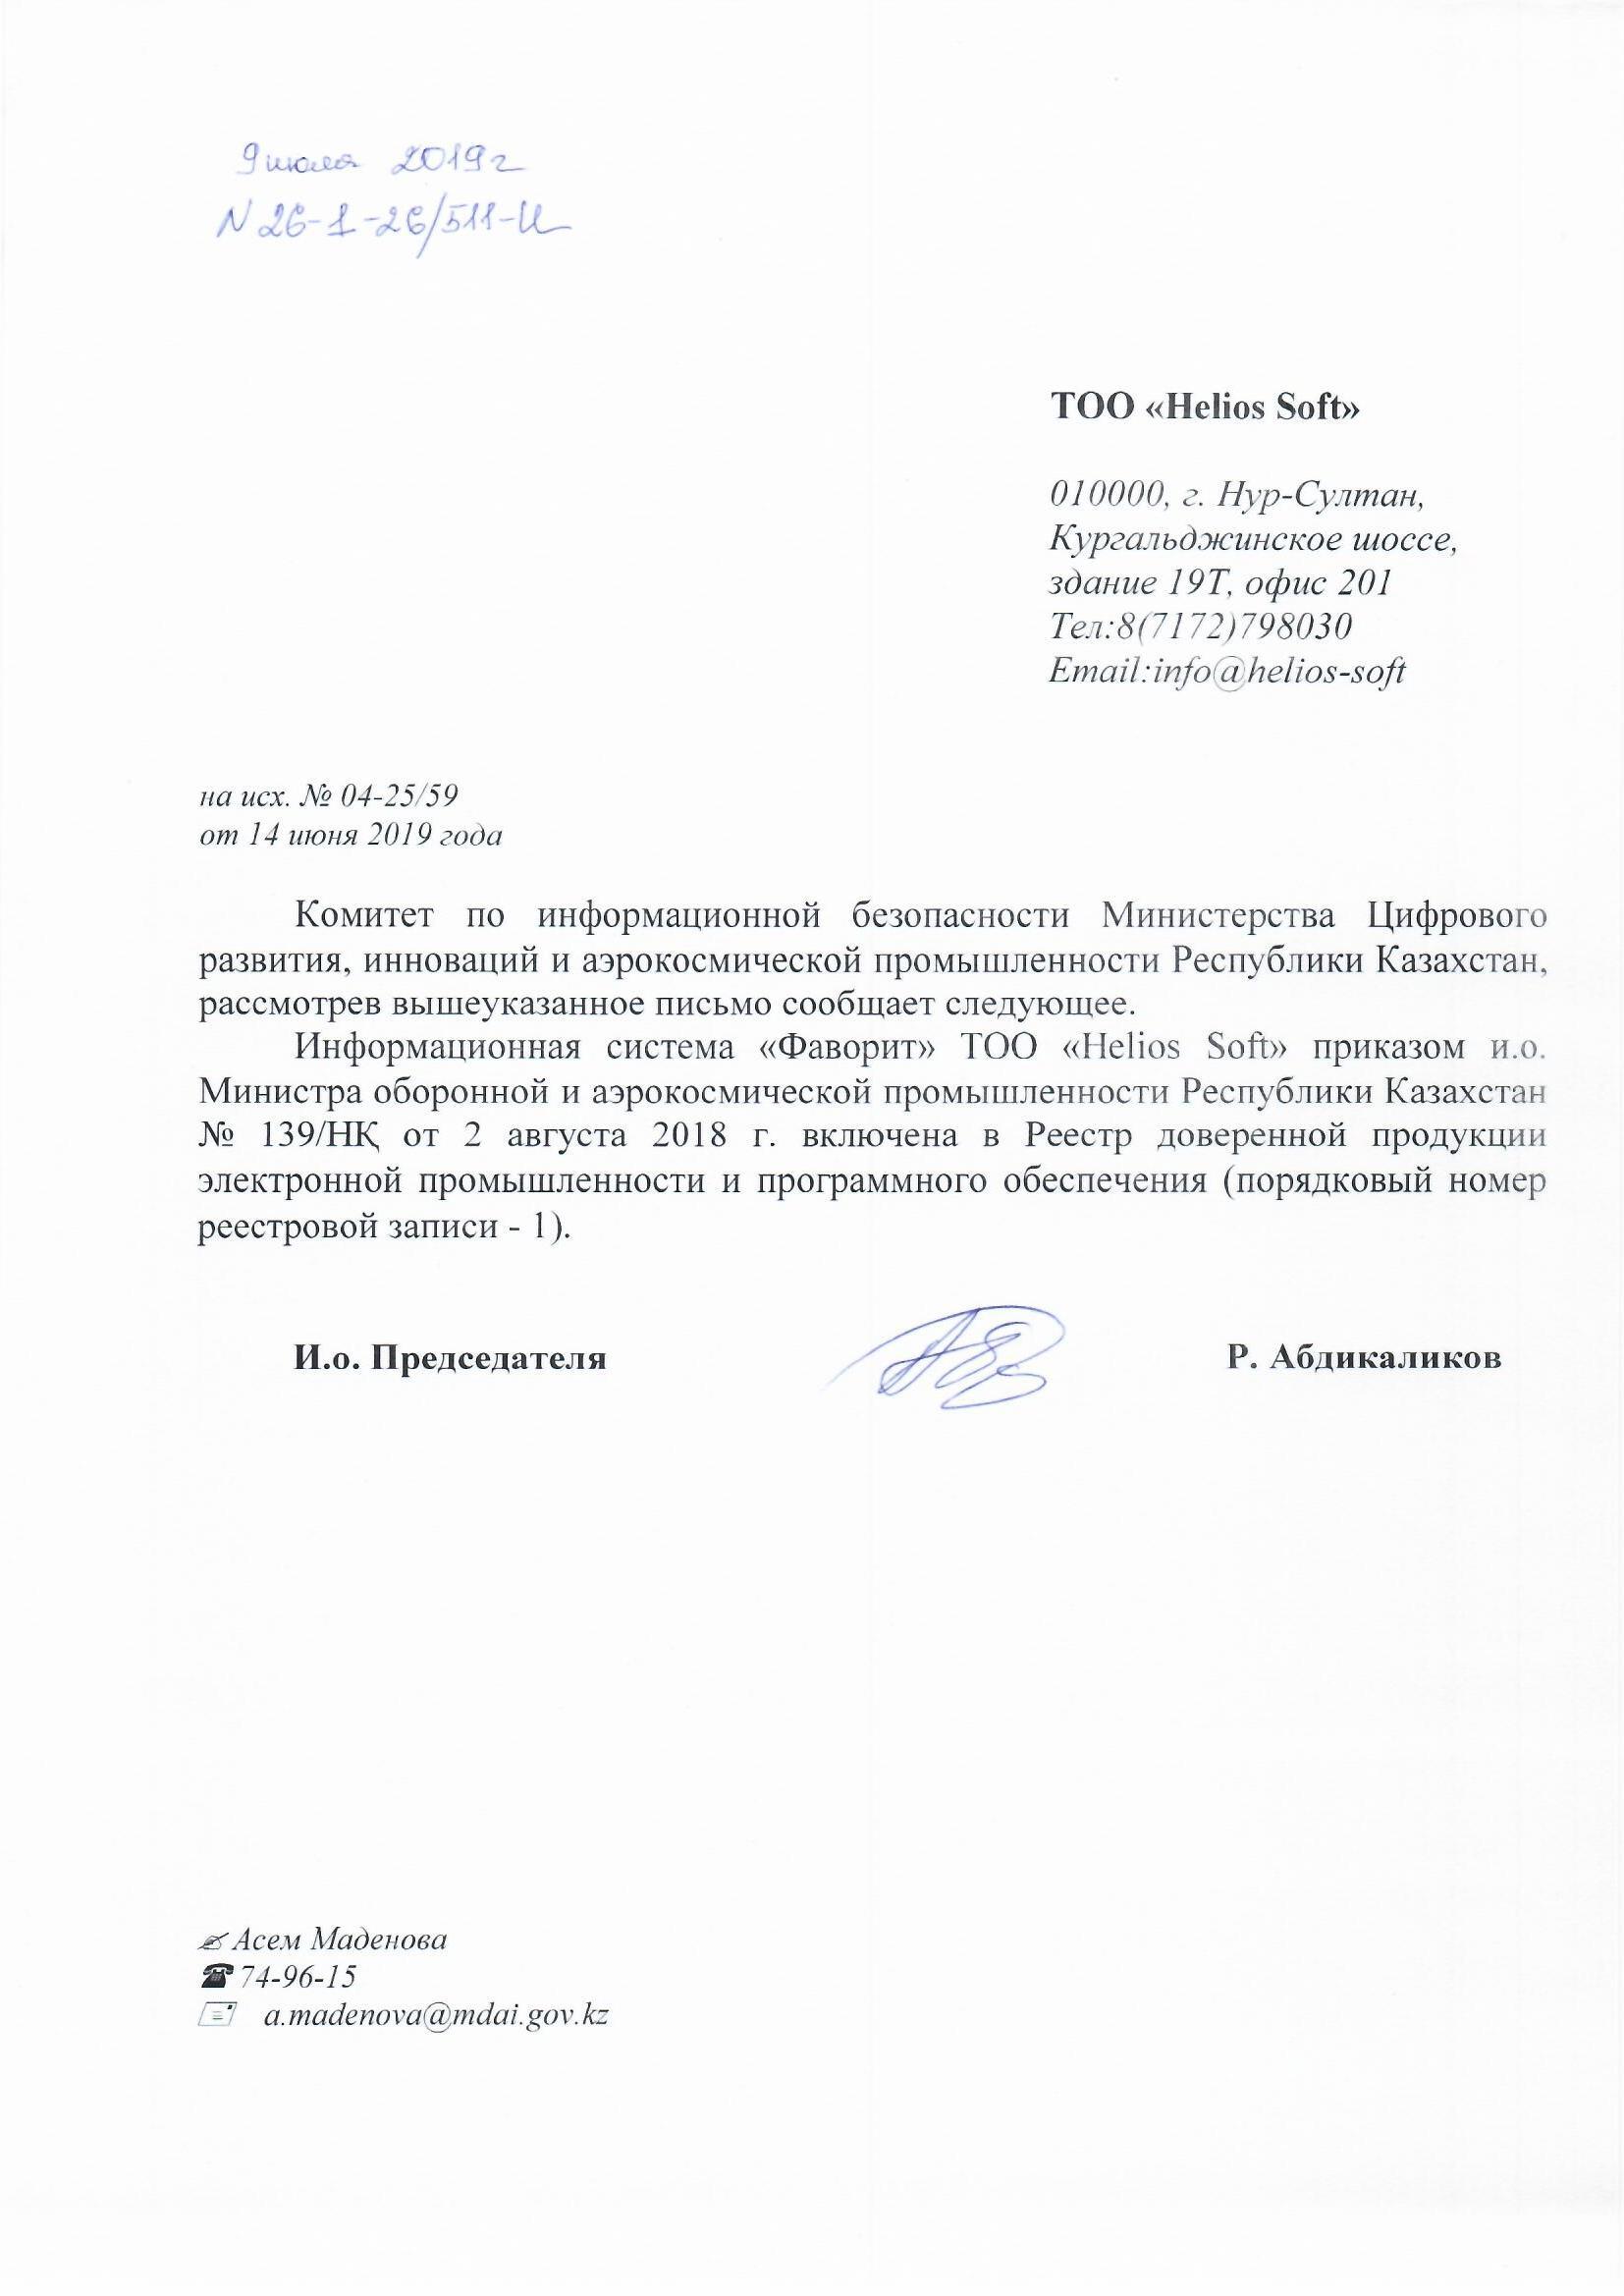 9 июля 2019 г
N 26-1-26/511-И
ТОО «Helios Soft»
010000, г. Нур-Султан,
Кургальджинское шоссе,
здание 19Т, офис 201
Тел:8(7172)798030
Email:info@helios-soft
на исх. № 04-25/59
от 14 июня 2019 года
Комитет по информационной безопасности Министерства Цифрового
развития, инноваций и аэрокосмической промышленности Республики Казахстан,
рассмотрев вышеуказанное письмо сообщает следующее.
Информационная система «Фаворит» ТОО «Helios Soft» приказом и.о.
Министра оборонной и аэрокосмической промышленности Республики Казахстан
№ 139/НҚ от 2 августа 2018 г. включена в Реестр доверенной продукции
электронной промышленности и программного обеспечения (порядковый номер
реестровой записи - 1).
И.о. Председателя Р. Абдикаликов
Асем Маденова
74-96-15
a.madenova@mdai.gov.kz